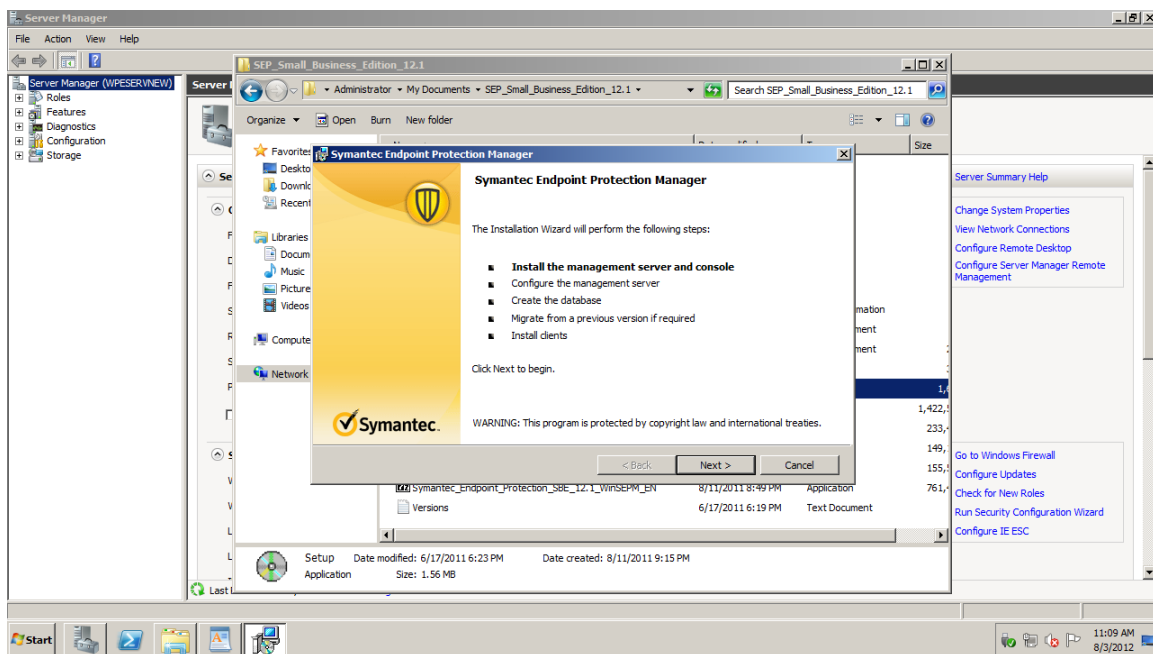 Server Manager
File Action View Help
Server Manager (WPESERVNEW)
Roles
Features
Diagnostics
Configuration
Storage
SEP_Small_Business_Edition_12.1
Administrator My Documents SEP_Small_Business_Edition_12.1
Search SEP_Small_Business_Edition_12.1
Organize Open Burn New folder
Size
Symantec Endpoint Protection Manager
Symantec Endpoint Protection Manager
The Installation Wizard will perform the following steps:
Install the management server and console
Configure the management server
Create the database
Migrate from a previous version if required
Install clients
Click Next to begin.
WARNING: This program is protected by copyright law and international treaties.
Symantec.
< Back Next > Cancel
Favorites
Recent
Libraries
Music
Videos
Network
Symantec_Endpoint_Protection_SBE_12.1_WinSEPM_EN 8/11/2011 8:49 PM Application
Versions 6/17/2011 6:19 PM Text Document
Setup Date modified: 6/17/2011 6:23 PM Date created: 8/11/2011 9:15 PM
Application Size: 1.56 MB
Server Summary Help
Change System Properties
View Network Connections
Configure Remote Desktop
Configure Server Manager Remote
Management
Go to Windows Firewall
Configure Updates
Check for New Roles
Run Security Configuration Wizard
Configure IE ESC
Last
Start
11:09 AM
8/3/2012